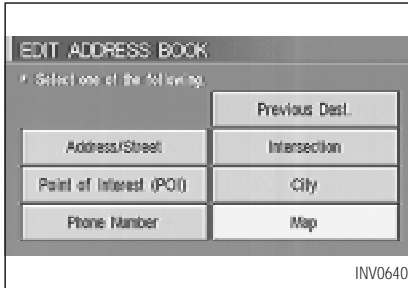 EDIT ADDRESS BOOK
Select one of the following.
Previous Dest.
Address/Street
Intersection
Point of Interest (POI)
City
Phone Number
Map
INV0640